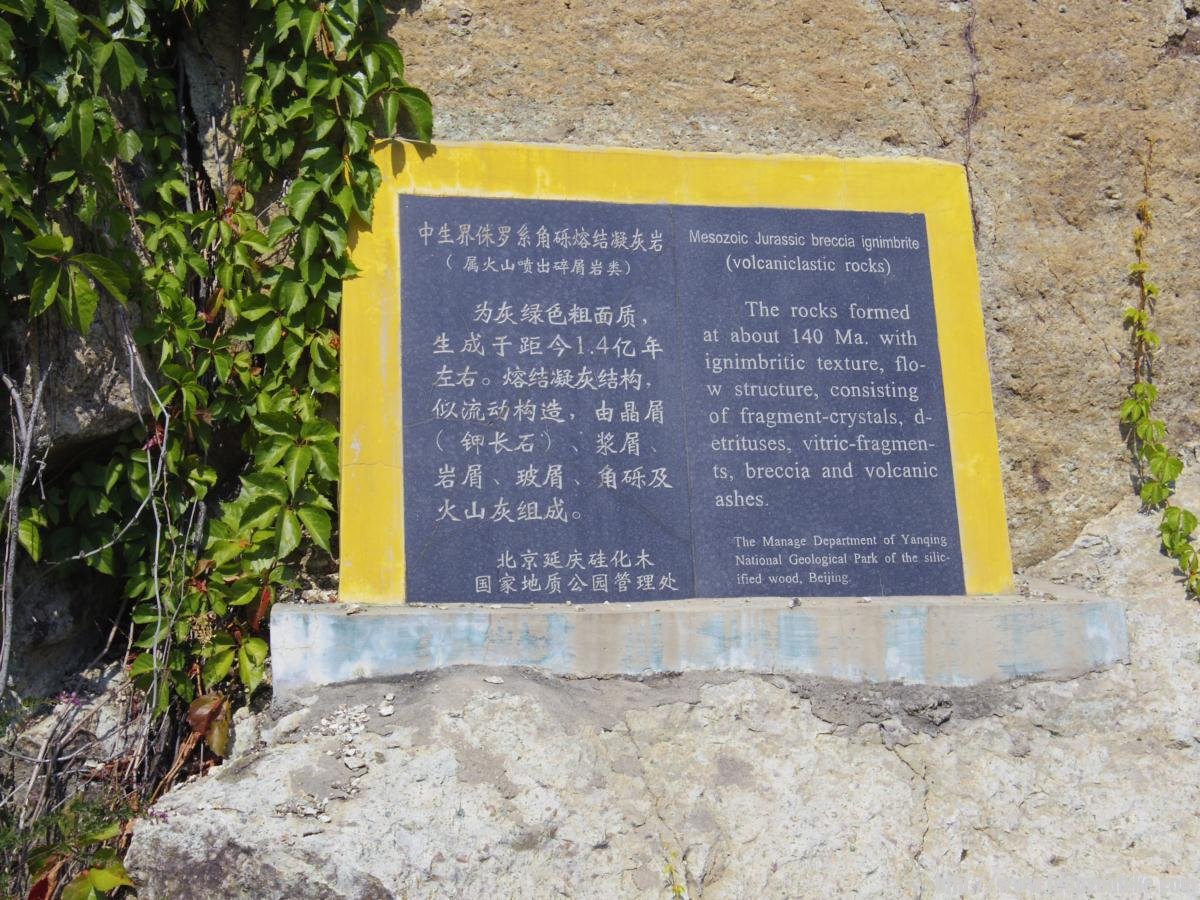 中生界侏罗系角砾熔结凝灰岩
（属火山喷出碎屑岩类）
为灰绿色粗面质，
生成于距今1.4亿年
左右。熔结凝灰结构，
似流动构造，由晶屑
（钾长石）、浆屑、
岩屑、玻屑、角砾及
火山灰组成。
北京延庆硅化木
国家地质公园管理处
Mesozoic Jurassic breccia ignimbrite
(volcaniclastic rocks)
The rocks formed
at about 140 Ma. with
ignimbritic texture, flo-
w structure, consisting
of fragment-crystals, d-
etrituses, vitric-fragmen-
ts, breccia and volcanic
ashes.
The Manage Department of Yanqing
National Geological Park of the silic-
ified wood, Beijing.